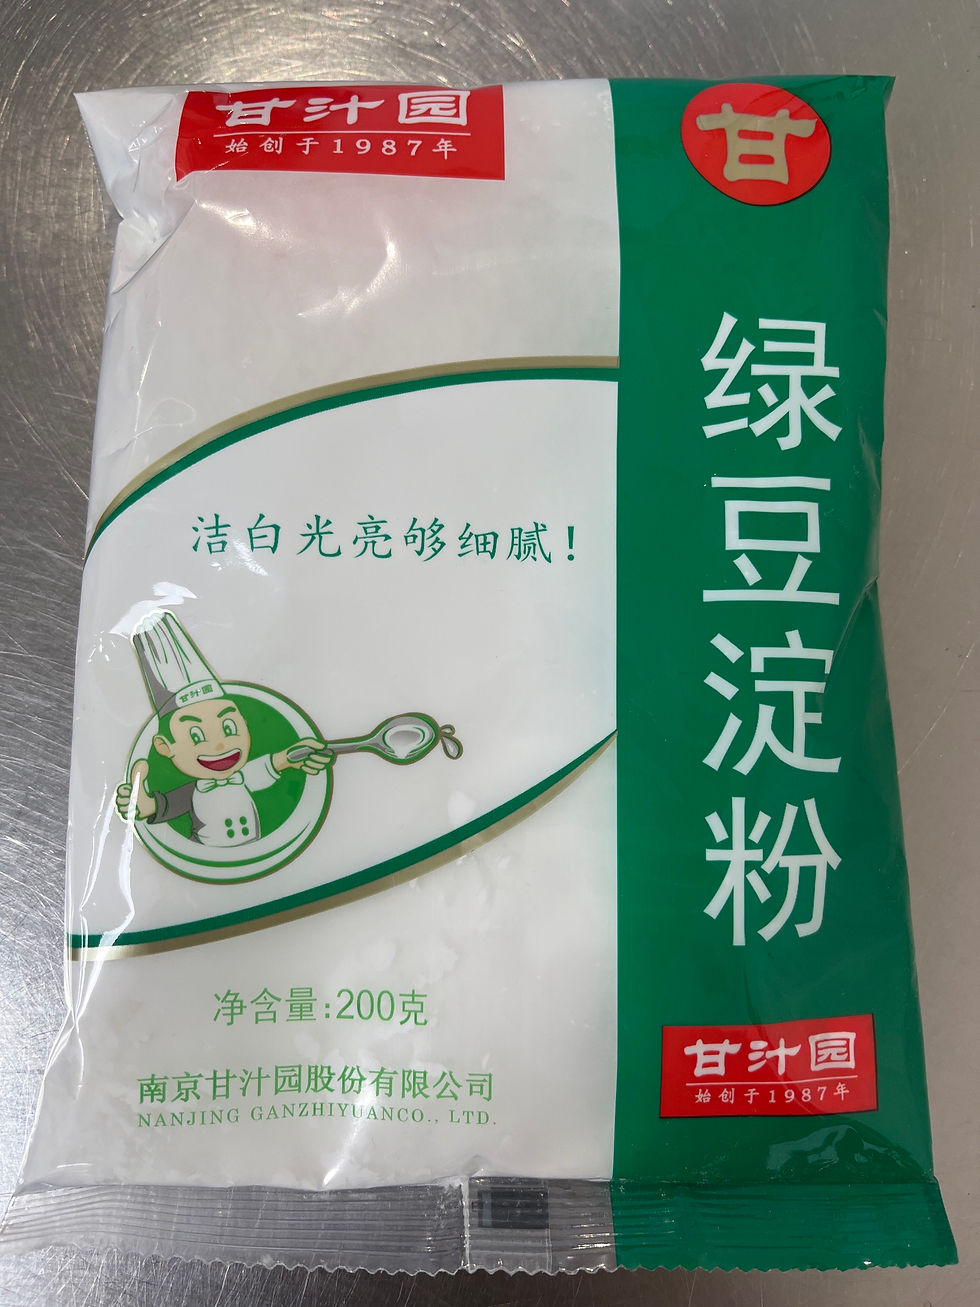 甘汁园
始创于1987年
甘
绿豆淀粉
洁白光亮够细腻!
甘汁园
净含量:200克
南京甘汁园股份有限公司
NANJING GANZHIYUANCO., LTD.
甘汁园
始创于1987年